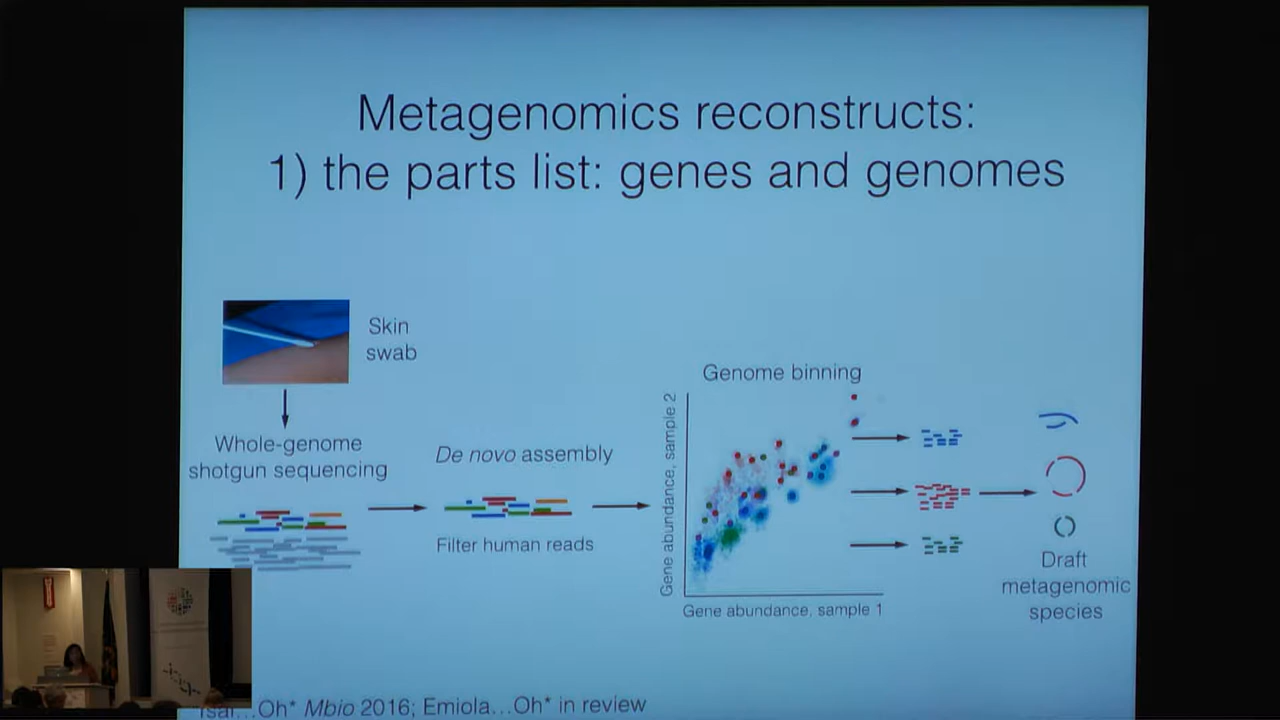 Metagenomics reconstructs:
1) the parts list: genes and genomes
Skin
swab
Whole-genome
shotgun sequencing
De novo assembly
Filter human reads
Genome binning
Gene abundance, sample 2
Gene abundance, sample 1
Draft
metagenomic
species
Tsai...Oh* Mbio 2016; Emiola...Oh* in review